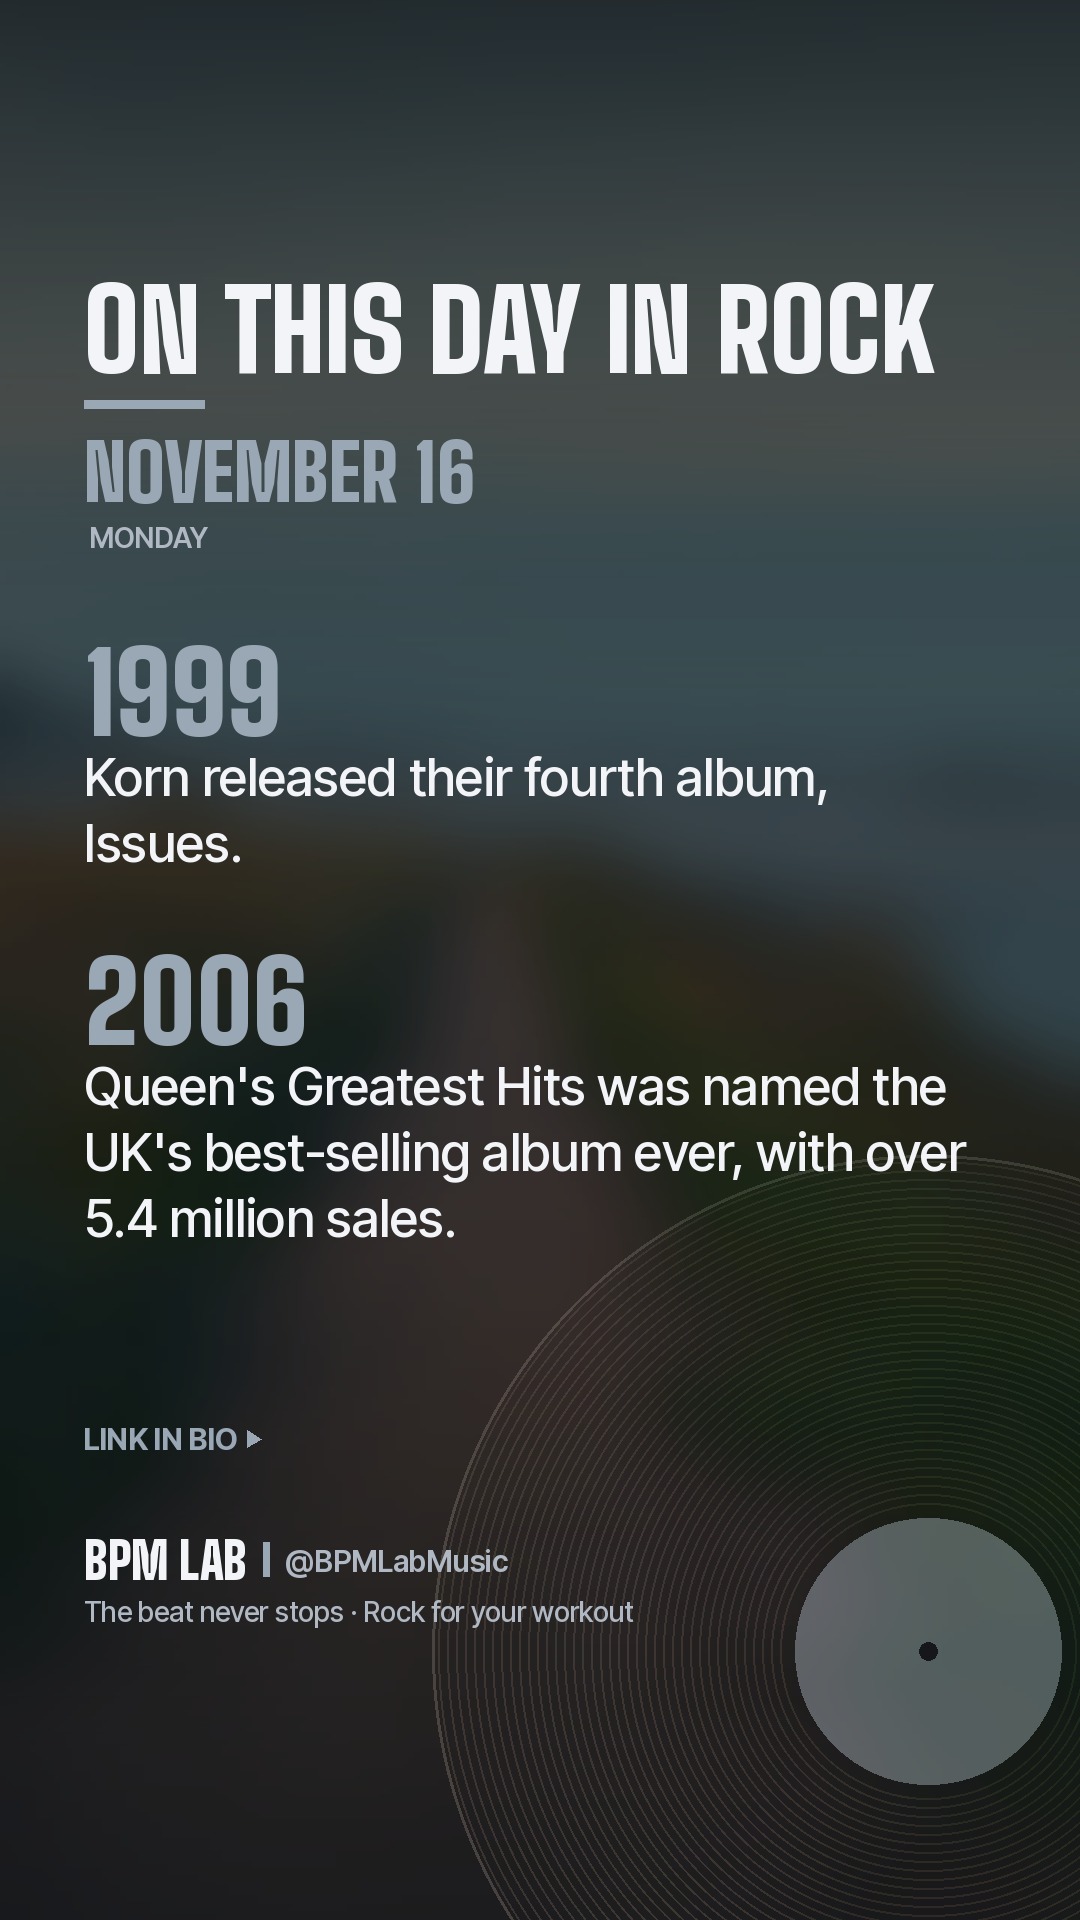 ON THIS DAY IN ROCK
NOVEMBER 16
MONDAY
1999
Korn released their fourth album,
Issues.
2006
Queen's Greatest Hits was named the
UK's best-selling album ever, with over
5.4 million sales.
LINK IN BIO
BPM LAB | @BPMLabMusic
The beat never stops · Rock for your workout